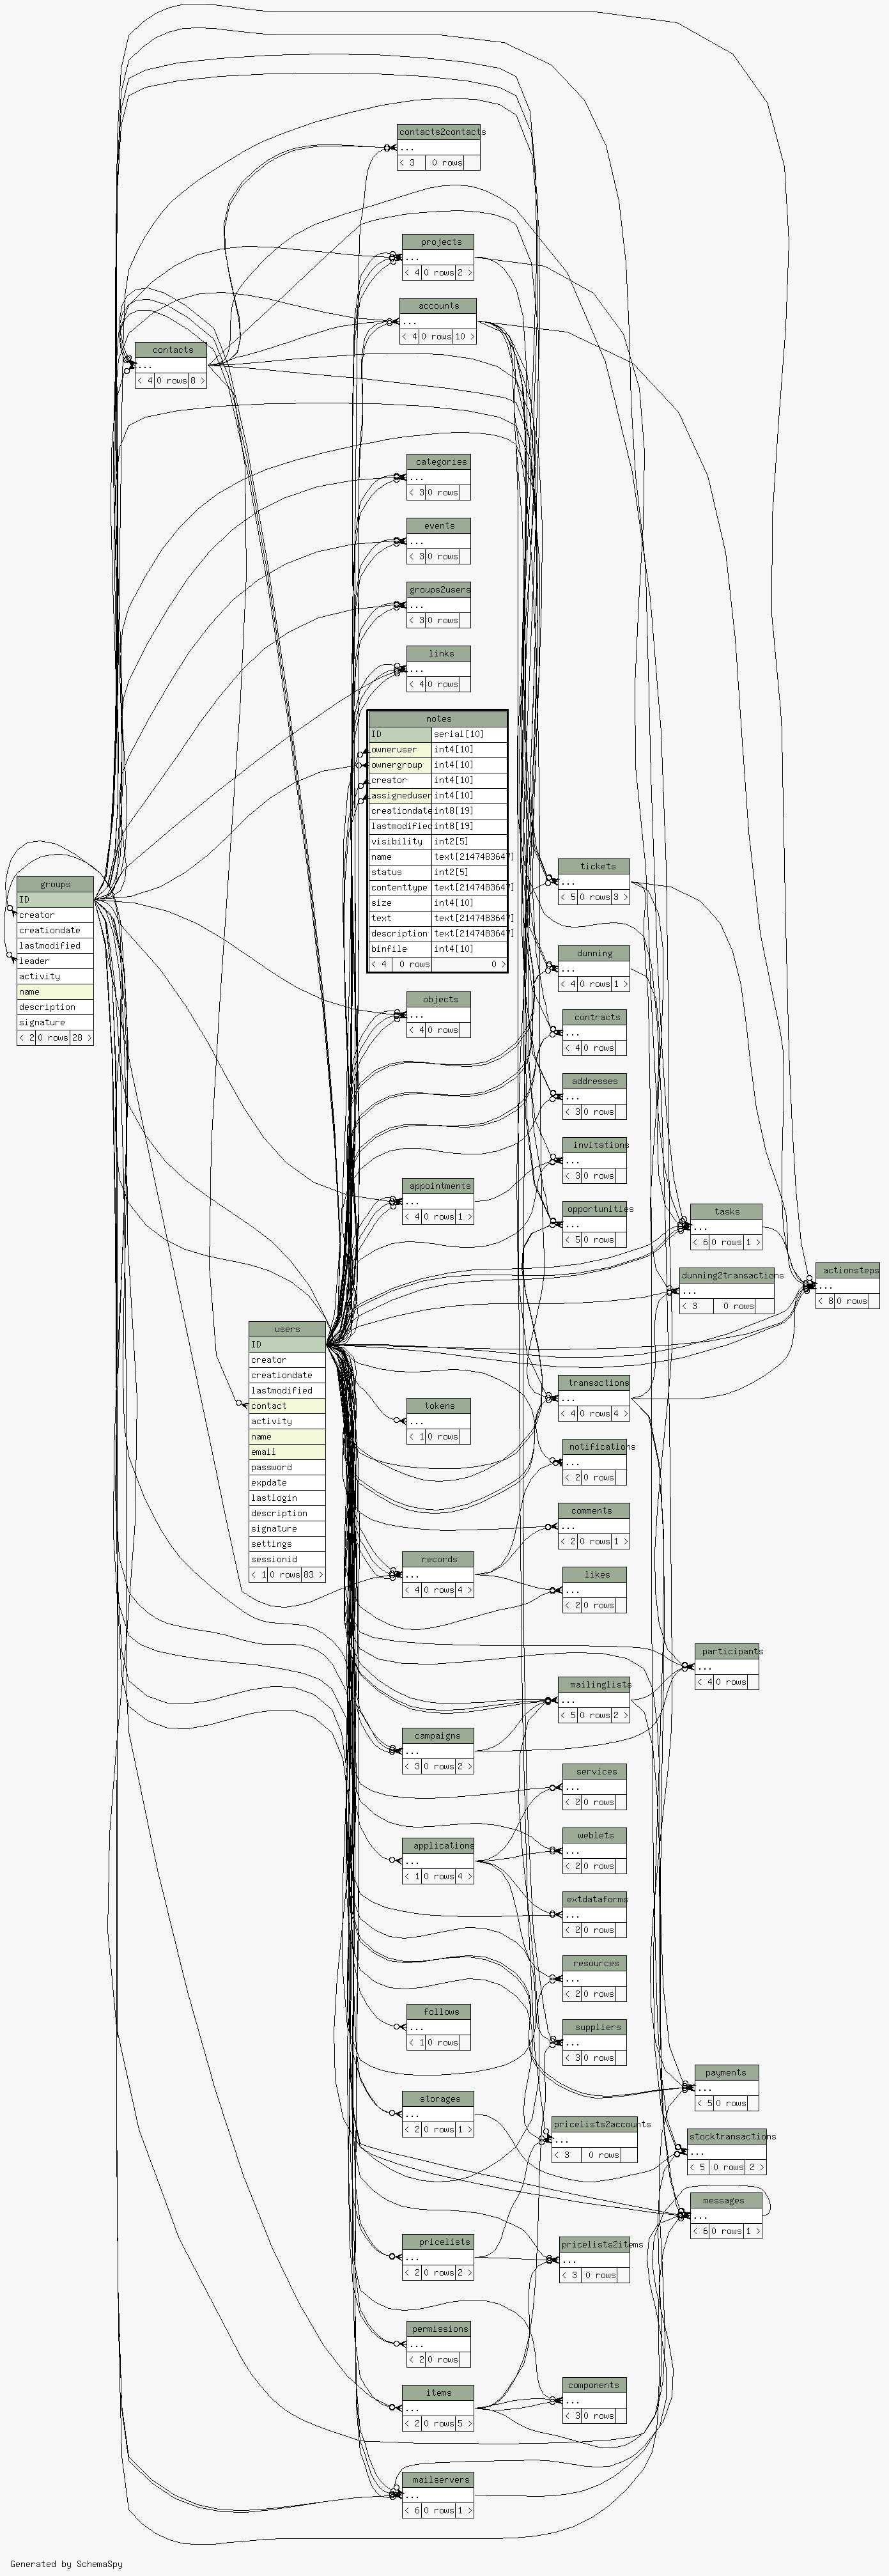 contacts2contacts
...
< 3 0 rows
projects
...
< 4 0 rows 2 >
accounts
...
< 4 0 rows 10 >
contacts
...
< 4 0 rows 8 >
categories
...
< 3 0 rows
events
...
< 3 0 rows
groups2users
...
< 3 0 rows
links
...
< 4 0 rows
notes
ID serial[10]
owneruser int4[10]
ownergroup int4[10]
creator int4[10]
assigneduser int4[10]
creationdate int8[19]
lastmodified int8[19]
visibility int2[5]
name text[2147483647]
status int2[5]
contenttype text[2147483647]
size int4[10]
text text[2147483647]
description text[2147483647]
binfile int4[10]
< 4 0 rows 0 >
groups
ID
creator
creationdate
lastmodified
leader
activity
name
description
signature
< 2 0 rows 28 >
tickets
...
< 5 0 rows 3 >
dunning
...
< 4 0 rows 1 >
objects
...
< 4 0 rows
contracts
...
< 4 0 rows
addresses
...
< 3 0 rows
invitations
...
< 3 0 rows
appointments
...
< 4 0 rows 1 >
opportunities
...
< 5 0 rows
tasks
...
< 6 0 rows 1 >
dunning2transactions
...
< 3 0 rows
actionsteps
...
< 8 0 rows
users
ID
creator
creationdate
lastmodified
contact
activity
name
email
password
expdate
lastlogin
description
signature
settings
sessionid
< 1 0 rows 83 >
transactions
...
< 4 0 rows 4 >
tokens
...
< 1 0 rows
notifications
...
< 2 0 rows
comments
...
< 2 0 rows 1 >
records
...
< 4 0 rows 4 >
likes
...
< 2 0 rows
participants
...
< 4 0 rows
mailinglists
...
< 5 0 rows 2 >
campaigns
...
< 3 0 rows 2 >
services
...
< 2 0 rows
weblets
...
< 2 0 rows
applications
...
< 1 0 rows 4 >
extdataforms
...
< 2 0 rows
resources
...
< 2 0 rows
follows
...
< 1 0 rows
suppliers
...
< 3 0 rows
payments
...
< 5 0 rows
storages
...
< 2 0 rows 1 >
pricelists2accounts
...
< 3 0 rows
stocktransactions
...
< 5 0 rows 2 >
messages
...
< 6 0 rows 1 >
pricelists
...
< 2 0 rows 2 >
pricelists2items
...
< 3 0 rows
permissions
...
< 2 0 rows
items
...
< 2 0 rows 5 >
components
...
< 3 0 rows
mailservers
...
< 6 0 rows 1 >
Generated by SchemaSpy